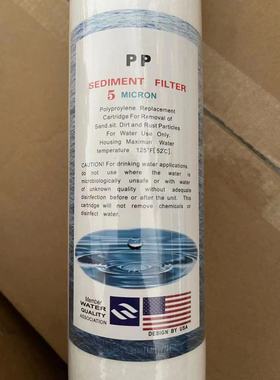 PP
SEDIMENT FILTER
5 MICRON
Polyproylene Replacement
Cartridge For Removal of
Sand.sit. Dirt and Rust Particles
For Water Use Only.
Housing Maximan Water
temperature 125°F[52℃].
CAUTION! For drinking water applications
do not use where the water is
microbiologically unsafe or with water
of unknown quality without adequate
disinfection before or after the unit. This
cartridge will not remove chemicals or
disinfect water.
Member
WATER
QUALITY
ASSOCIATION
DESIGN BY USA